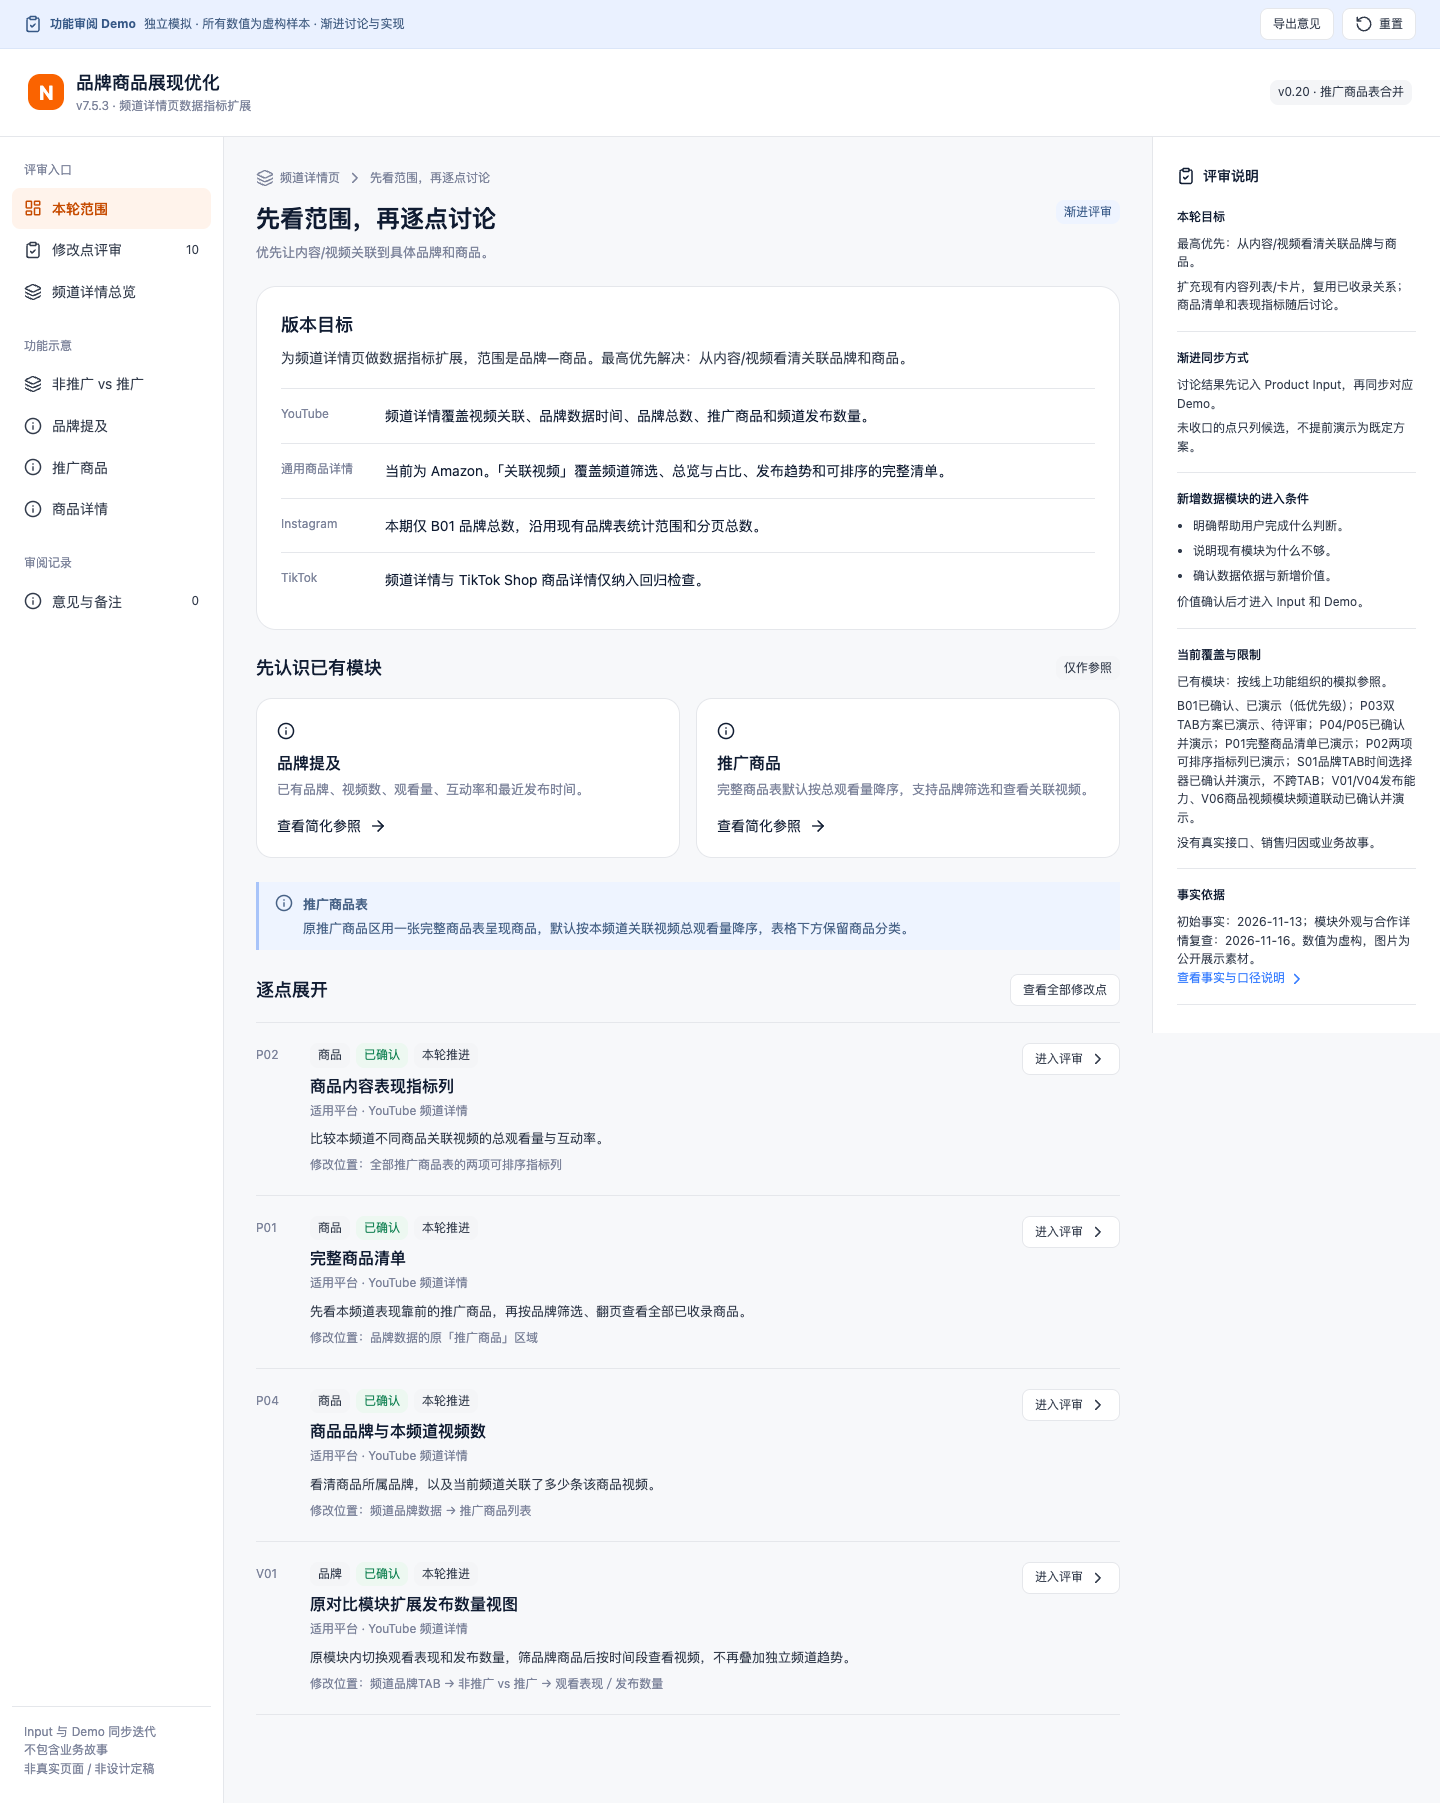 功能审阅 Demo 独立模拟 · 所有数值为虚构样本 · 渐进讨论与实现
导出意见
重置
N
品牌商品展现优化
v7.5.3 · 频道详情页数据指标扩展
v0.20 · 推广商品表合并
评审入口
本轮范围
修改点评审 10
频道详情总览
功能示意
非推广 vs 推广
品牌提及
推广商品
商品详情
审阅记录
意见与备注 0
Input 与 Demo 同步迭代
不包含业务故事
非真实页面 / 非设计定稿
频道详情页 > 先看范围，再逐点讨论
先看范围，再逐点讨论
渐进评审
优先让内容/视频关联到具体品牌和商品。
版本目标
为频道详情页做数据指标扩展，范围是品牌—商品。最高优先解决：从内容/视频看清关联品牌和商品。
YouTube 频道详情覆盖视频关联、品牌数据时间、品牌总数、推广商品和频道发布数量。
通用商品详情 当前为 Amazon。「关联视频」覆盖频道筛选、总览与占比、发布趋势和可排序的完整清单。
Instagram 本期仅 B01 品牌总数，沿用现有品牌表统计范围和分页总数。
TikTok 频道详情与 TikTok Shop 商品详情仅纳入回归检查。
先认识已有模块
仅作参照
品牌提及
已有品牌、视频数、观看量、互动率和最近发布时间。
查看简化参照 →
推广商品
完整商品表默认按总观看量降序，支持品牌筛选和查看关联视频。
查看简化参照 →
推广商品表
原推广商品区用一张完整商品表呈现商品，默认按本频道关联视频总观看量降序，表格下方保留商品分类。
逐点展开
查看全部修改点
P02 商品 已确认 本轮推进
进入评审 >
商品内容表现指标列
适用平台 · YouTube 频道详情
比较本频道不同商品关联视频的总观看量与互动率。
修改位置：全部推广商品表的两项可排序指标列
P01 商品 已确认 本轮推进
进入评审 >
完整商品清单
适用平台 · YouTube 频道详情
先看本频道表现靠前的推广商品，再按品牌筛选、翻页查看全部已收录商品。
修改位置：品牌数据的原「推广商品」区域
P04 商品 已确认 本轮推进
进入评审 >
商品品牌与本频道视频数
适用平台 · YouTube 频道详情
看清商品所属品牌，以及当前频道关联了多少条该商品视频。
修改位置：频道品牌数据 → 推广商品列表
V01 品牌 已确认 本轮推进
进入评审 >
原对比模块扩展发布数量视图
适用平台 · YouTube 频道详情
原模块内切换观看表现和发布数量，筛品牌商品后按时间段查看视频，不再叠加独立频道趋势。
修改位置：频道品牌TAB → 非推广 vs 推广 → 观看表现 / 发布数量
评审说明
本轮目标
最高优先：从内容/视频看清关联品牌与商
品。
扩充现有内容列表/卡片，复用已收录关系；
商品清单和表现指标随后讨论。
渐进同步方式
讨论结果先记入 Product Input，再同步对应
Demo。
未收口的点只列候选，不提前演示为既定方
案。
新增数据模块的进入条件
• 明确帮助用户完成什么判断。
• 说明现有模块为什么不够。
• 确认数据依据与新增价值。
价值确认后才进入 Input 和 Demo。
当前覆盖与限制
已有模块：按线上功能组织的模拟参照。
B01已确认、已演示（低优先级）；P03双
TAB方案已演示、待评审；P04/P05已确认
并演示；P01完整商品清单已演示；P02两项
可排序指标列已演示；S01品牌TAB时间选择
器已确认并演示，不跨TAB；V01/V04发布能
力、V06商品视频模块频道联动已确认并演
示。
没有真实接口、销售归因或业务故事。
事实依据
初始事实：2026-11-13；模块外观与合作详
情复查：2026-11-16。数值为虚构，图片为
公开展示素材。
查看事实与口径说明 >